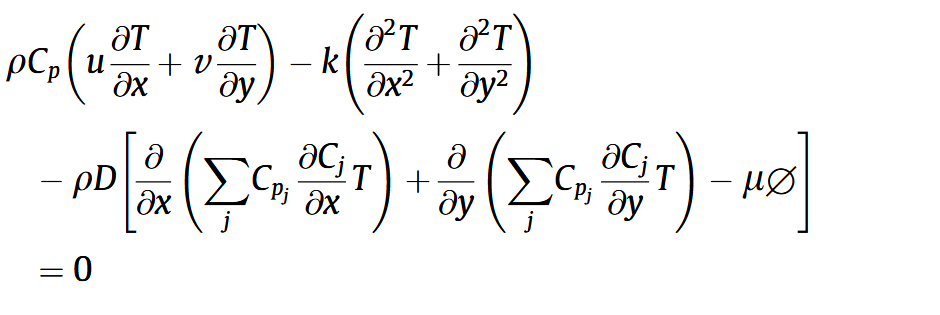 ρC_p(u ∂T/∂x + v ∂T/∂y) − k(∂²T/∂x² + ∂²T/∂y²)
− ρD[∂/∂x(∑_j C_{p_j} ∂C_j/∂x T) + ∂/∂y(∑_j C_{p_j} ∂C_j/∂y T) − μ∅]
= 0